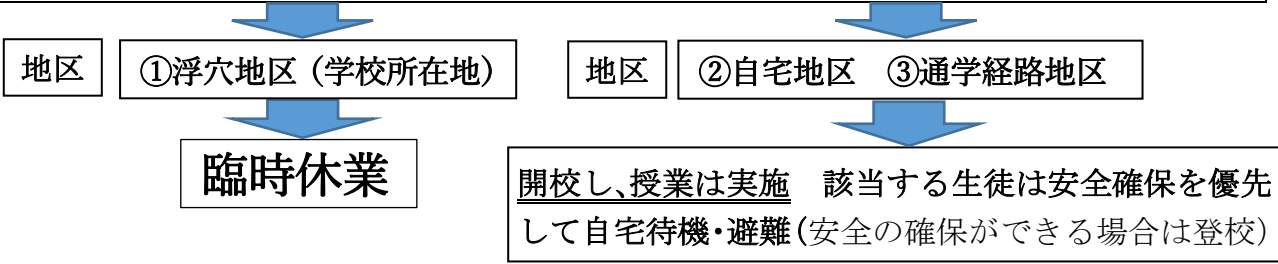 地区
①浮穴地区（学校所在地）
臨時休業
地区
②自宅地区　③通学経路地区
開校し、授業は実施　該当する生徒は安全確保を優先
して自宅待機・避難（安全の確保ができる場合は登校）